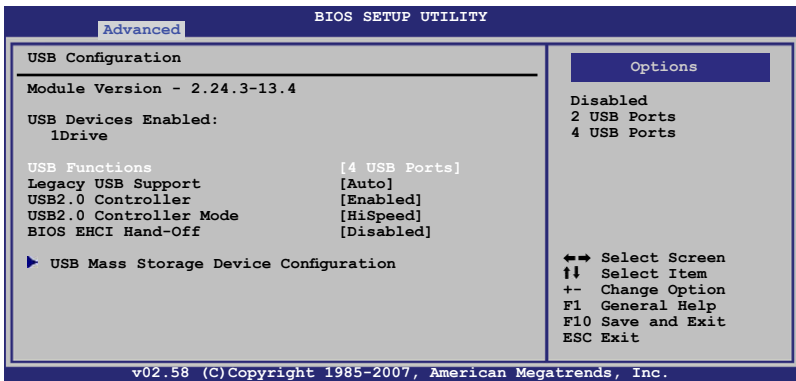 BIOS SETUP UTILITY
Advanced
USB Configuration
Module Version - 2.24.3-13.4
USB Devices Enabled:
1Drive
USB Functions [4 USB Ports]
Legacy USB Support [Auto]
USB2.0 Controller [Enabled]
USB2.0 Controller Mode [HiSpeed]
BIOS EHCI Hand-Off [Disabled]
USB Mass Storage Device Configuration
Options
Disabled
2 USB Ports
4 USB Ports
←→ Select Screen
↑↓ Select Item
+- Change Option
F1 General Help
F10 Save and Exit
ESC Exit
v02.58 (C)Copyright 1985-2007, American Megatrends, Inc.